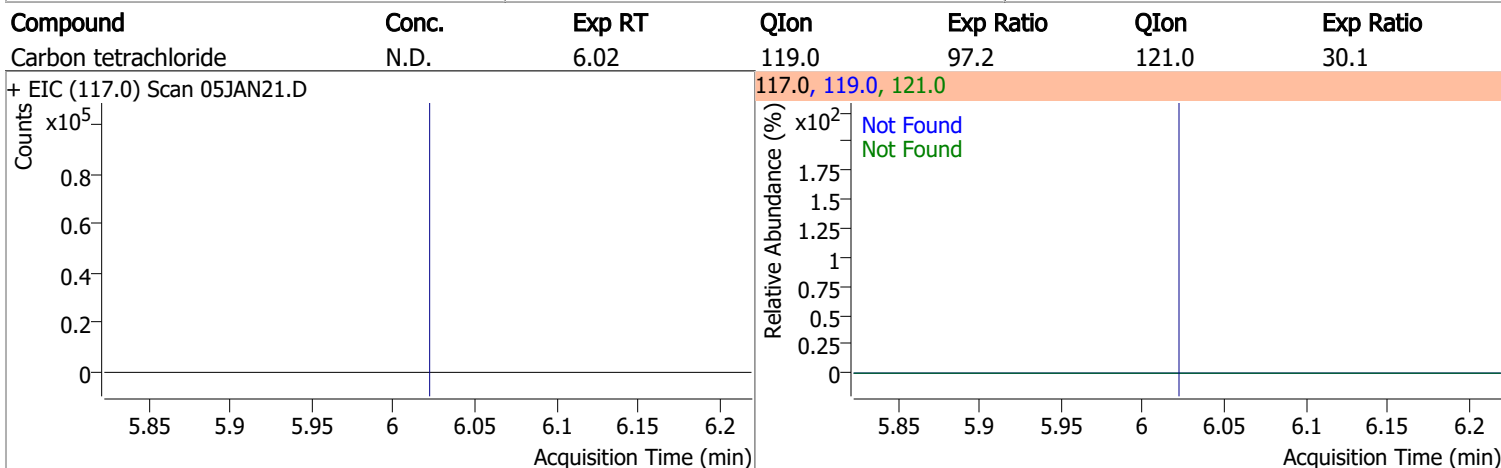 Compound Conc. Exp RT QIon Exp Ratio QIon Exp Ratio
Carbon tetrachloride N.D. 6.02 119.0 97.2 121.0 30.1
+ EIC (117.0) Scan 05JAN21.D
Counts
x10⁵
0.8
0.6
0.4
0.2
0
5.85 5.9 5.95 6 6.05 6.1 6.15 6.2
Acquisition Time (min)
117.0, 119.0, 121.0
Relative Abundance (%)
x10²
Not Found
Not Found
1.75
1.5
1.25
1
0.75
0.5
0.25
0
5.85 5.9 5.95 6 6.05 6.1 6.15 6.2
Acquisition Time (min)